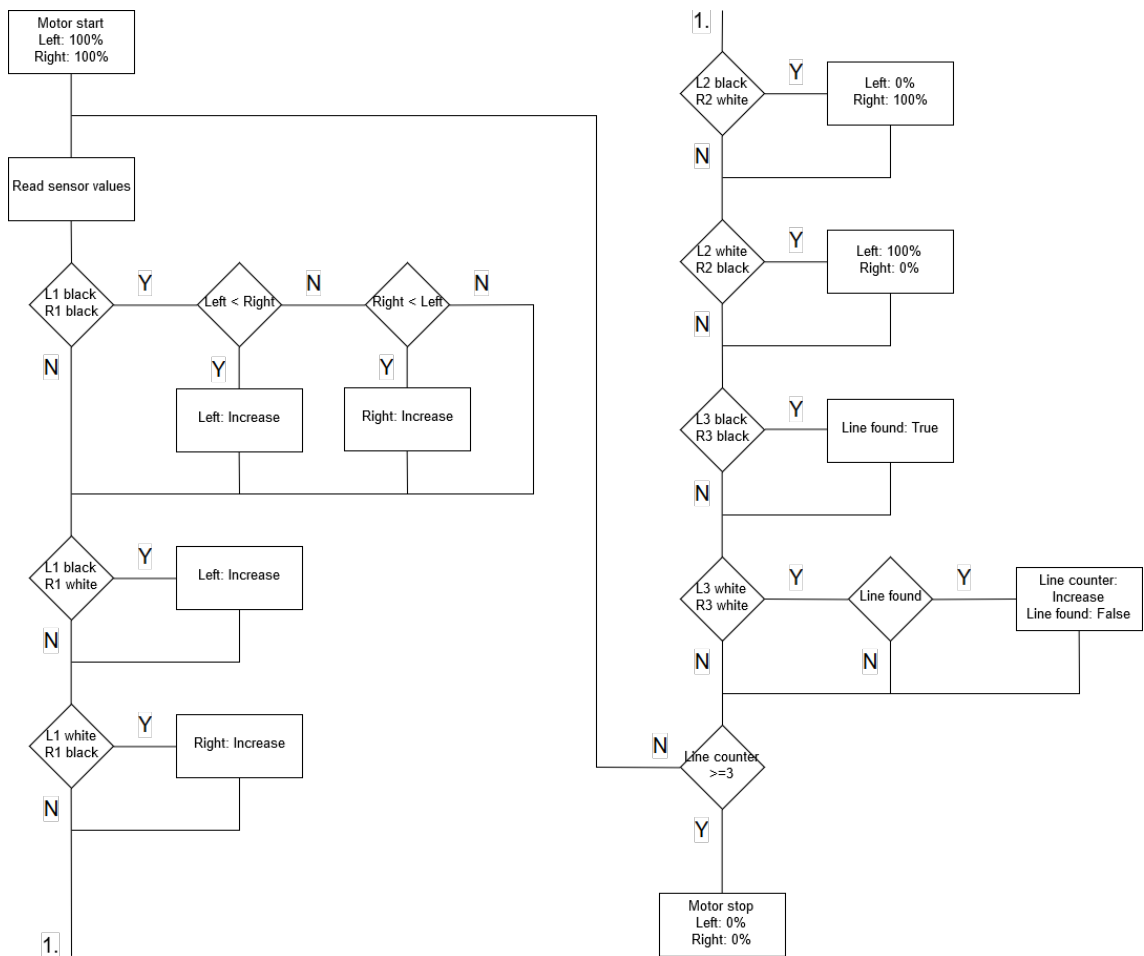 Motor start
Left: 100%
Right: 100%
Read sensor values
L1 black
R1 black
Y
Left < Right
N
Right < Left
N
N
Y
Left: Increase
Y
Right: Increase
L1 black
R1 white
Y
Left: Increase
N
L1 white
R1 black
Y
Right: Increase
N
1.
1.
L2 black
R2 white
Y
Left: 0%
Right: 100%
N
L2 white
R2 black
Y
Left: 100%
Right: 0%
N
L3 black
R3 black
Y
Line found: True
N
L3 white
R3 white
Y
Line found
Y
Line counter:
Increase
Line found: False
N
N
Line counter
>=3
N
Y
Motor stop
Left: 0%
Right: 0%